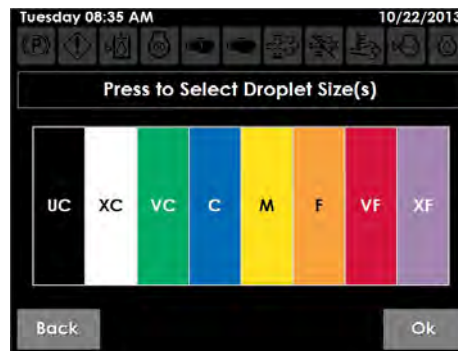 Tuesday 08:35 AM 10/22/2013
(P)
Press to Select Droplet Size(s)
UC XC VC C M F VF XF
Back Ok